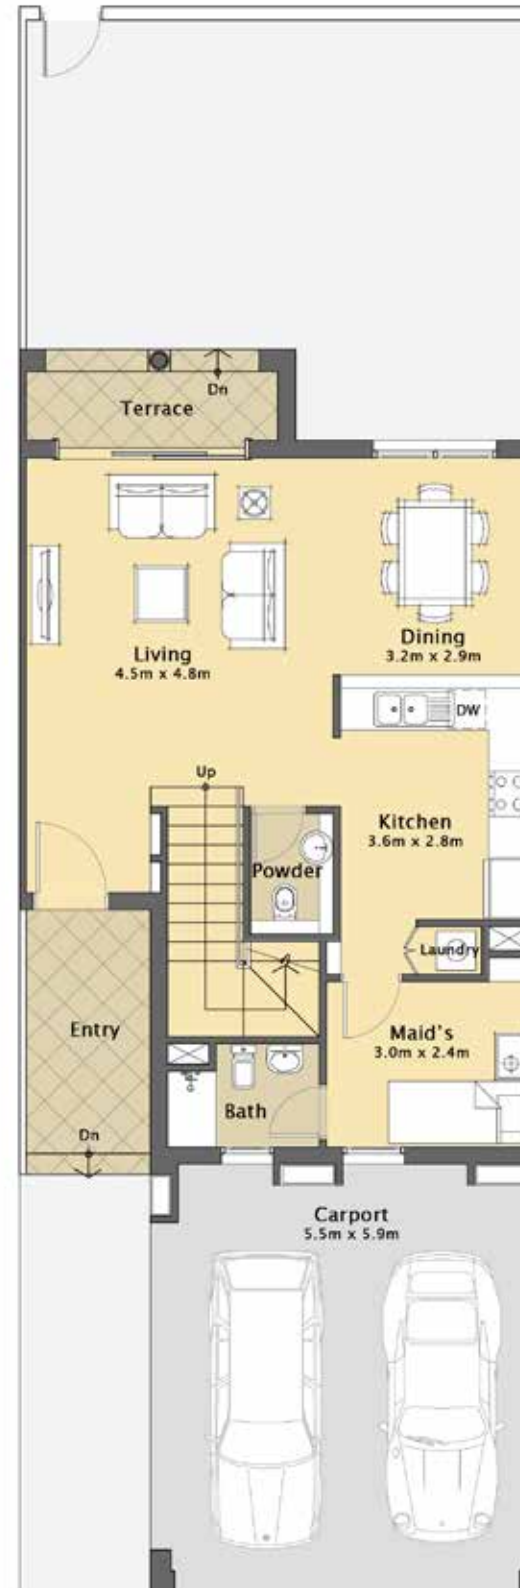 Dn
Terrace
Living
4.5m x 4.8m
Dining
3.2m x 2.9m
DW
Up
Kitchen
3.6m x 2.8m
Powder
Laundry
Entry
Maid's
3.0m x 2.4m
Bath
Dn
Carport
5.5m x 5.9m